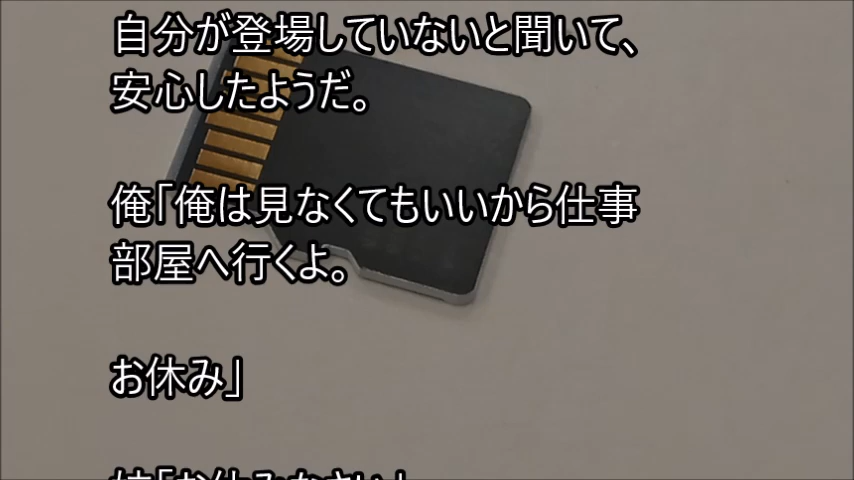 自分が登場していないと聞いて、
安心したようだ。
俺「俺は見なくてもいいから仕事
部屋へ行くよ。
お休み」